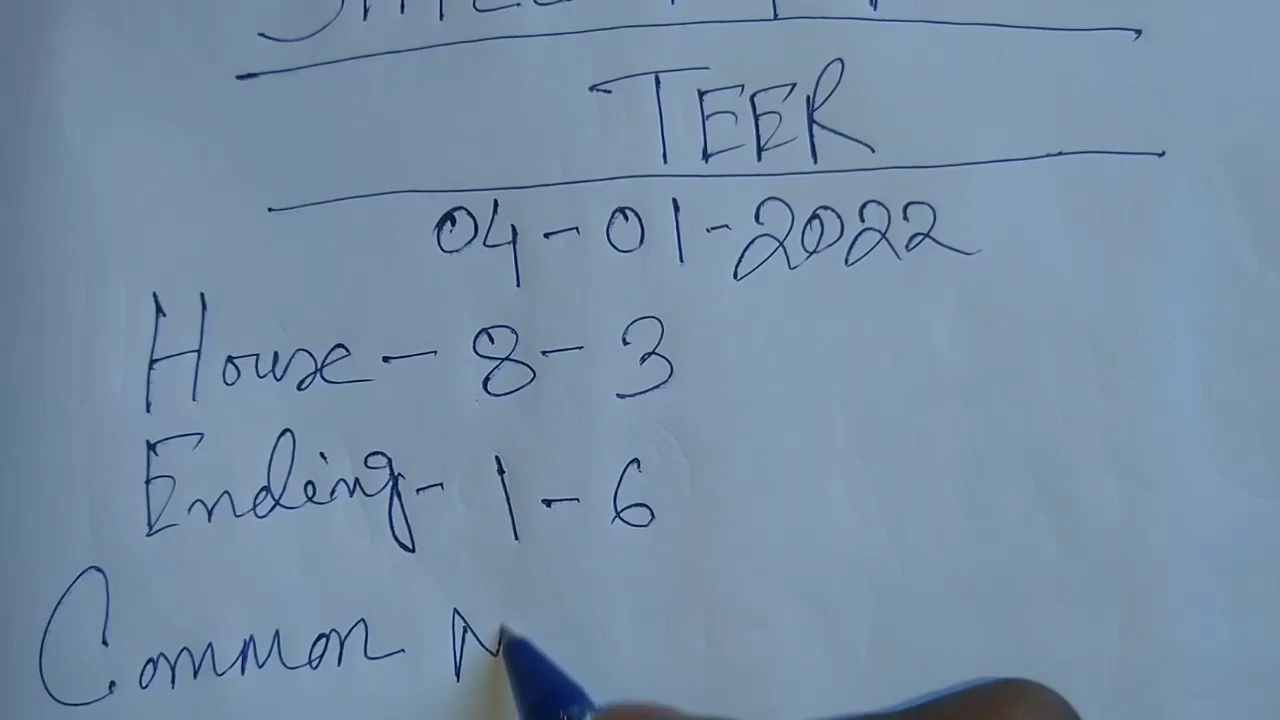 TEER
04-01-2022
House - 8 - 3
Ending - 1 - 6
Common N